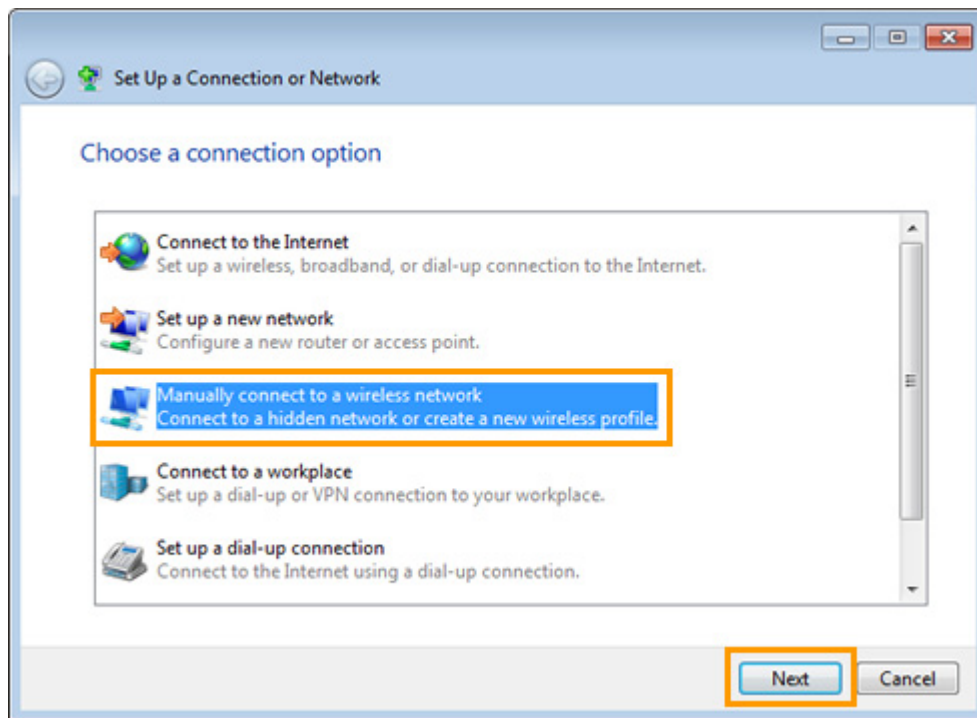 Set Up a Connection or Network
Choose a connection option
Connect to the Internet
Set up a wireless, broadband, or dial-up connection to the Internet.
Set up a new network
Configure a new router or access point.
Manually connect to a wireless network
Connect to a hidden network or create a new wireless profile.
Connect to a workplace
Set up a dial-up or VPN connection to your workplace.
Set up a dial-up connection
Connect to the Internet using a dial-up connection.
Next Cancel